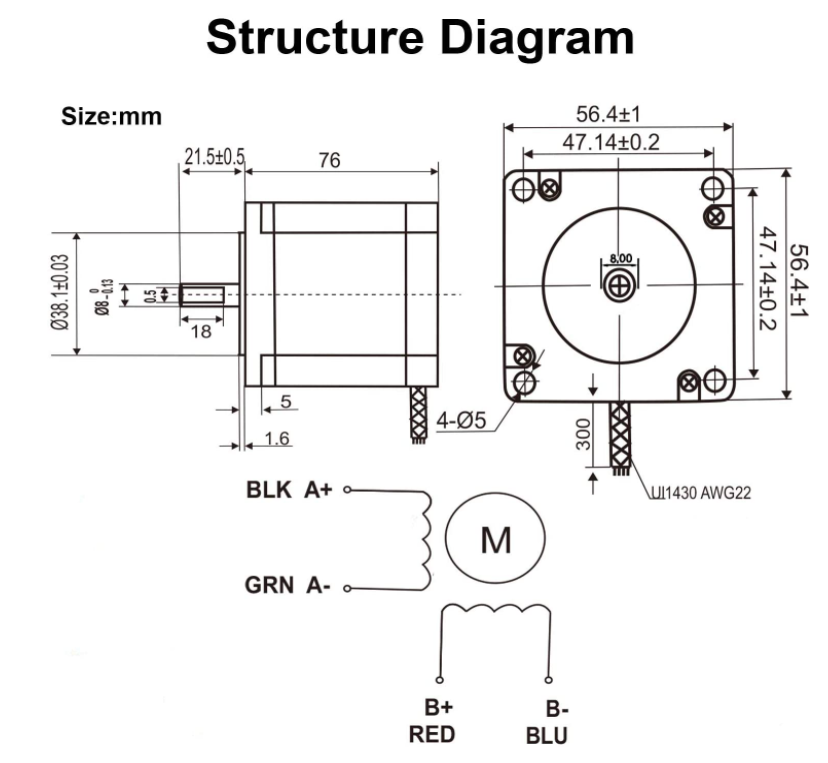 Structure Diagram
Size:mm
56.4±1
47.14±0.2
21.5±0.5
76
Ø38.1±0.03
Ø8-0.13
0
0.5
18
8.00
47.14±0.2
56.4±1
5
1.6
4-Ø5
300
UI1430 AWG22
BLK A+
M
GRN A-
B+
RED
B-
BLU